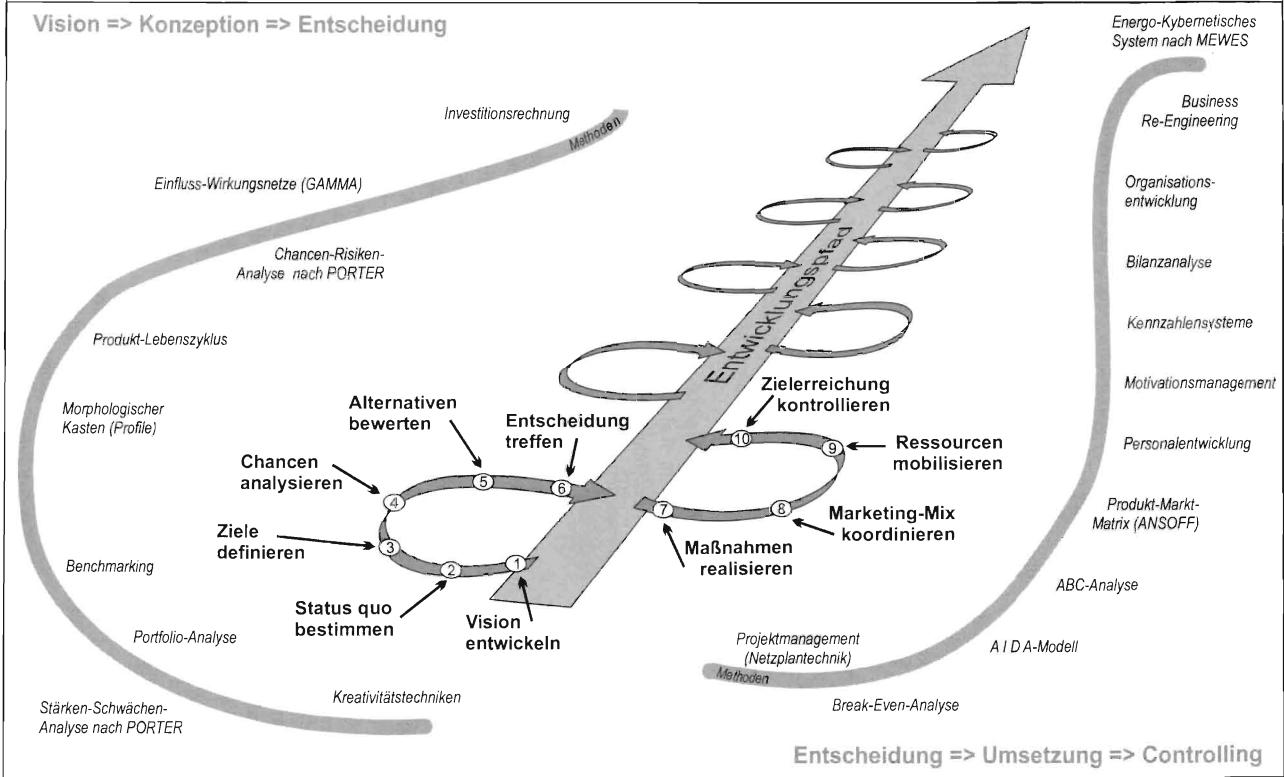 Vision => Konzeption => Entscheidung
Energo-Kybernetisches
System nach MEWES
Investitionsrechnung
Methoden
Business
Re-Engineering
Einfluss-Wirkungsnetze (GAMMA)
Organisations-
entwicklung
Chancen-Risiken-
Analyse nach PORTER
Bilanzanalyse
Entwicklungspfad
Produkt-Lebenszyklus
Kennzahlensysteme
Motivationsmanagement
Morphologischer
Kasten (Profile)
Alternativen
bewerten
Entscheidung
treffen
Zielerreichung
kontrollieren
Personalentwicklung
Ressourcen
mobilisieren
Chancen
analysieren
10
9
5
6
4
7
8
Produkt-Markt-
Matrix (ANSOFF)
Marketing-Mix
koordinieren
Ziele
definieren
3
2
1
Maßnahmen
realisieren
Benchmarking
ABC-Analyse
Status quo
bestimmen
Vision
entwickeln
Portfolio-Analyse
Projektmanagement
(Netzplantechnik)
A I D A-Modell
Methoden
Kreativitätstechniken
Stärken-Schwächen-
Analyse nach PORTER
Break-Even-Analyse
Entscheidung => Umsetzung => Controlling